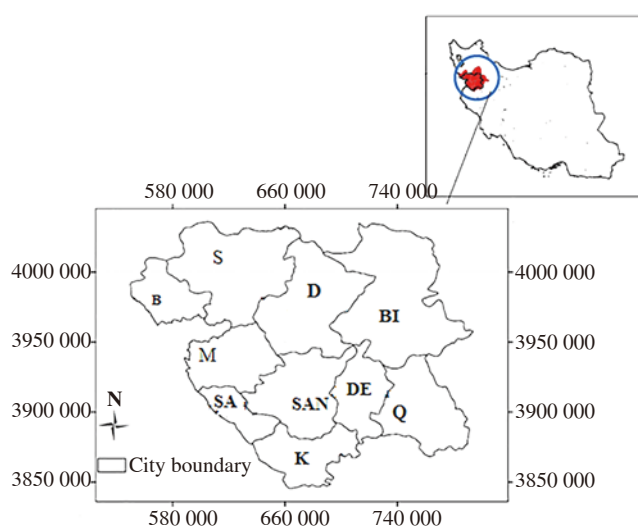 580 000 660 000 740 000
4000 000 4000 000
3950 000 3950 000
3900 000 3900 000
3850 000 3850 000
S
B
D
BI
M
SA
SAN
DE
Q
K
N
City boundary
580 000 660 000 740 000